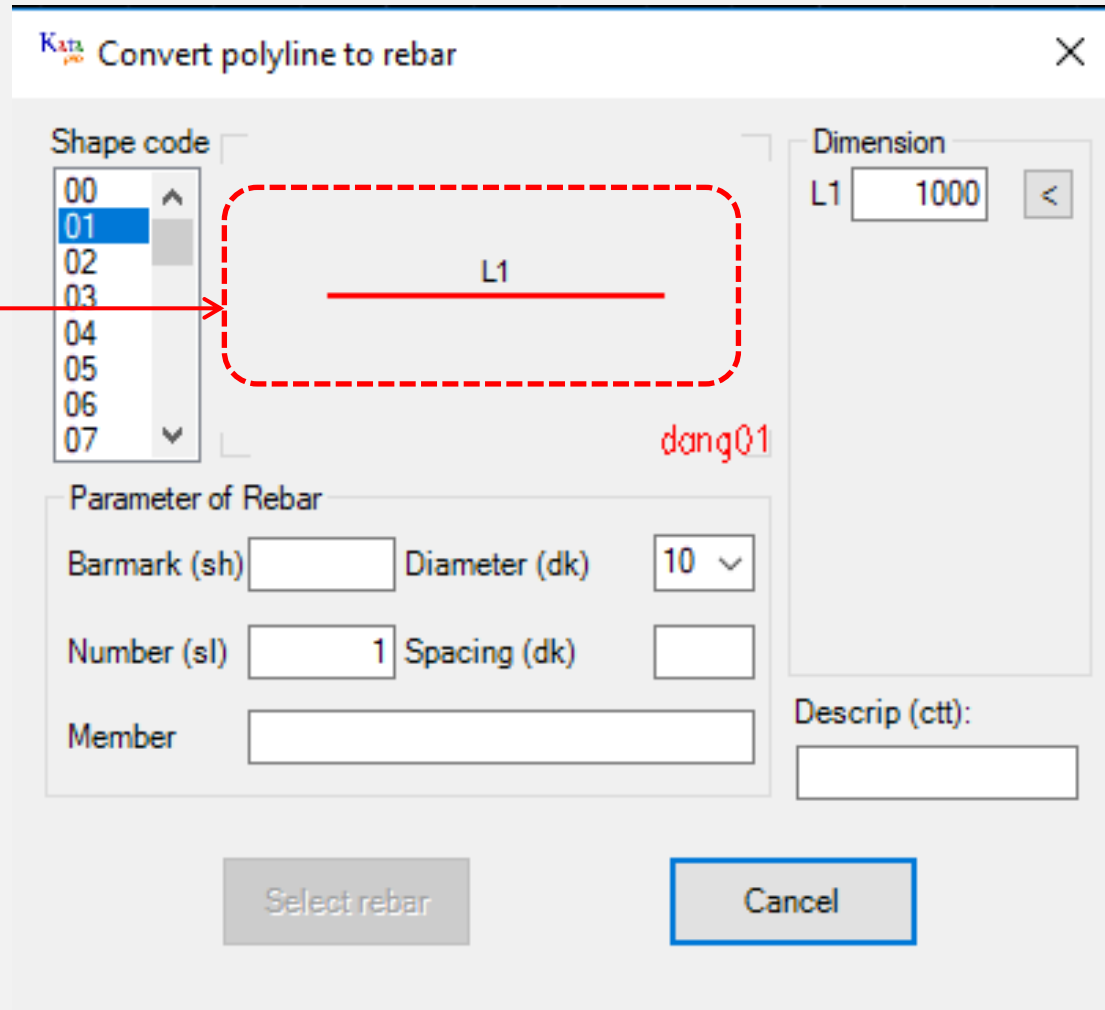 Kata pro Convert polyline to rebar
Shape code
00
01
02
03
04
05
06
07
L1
dang01
Dimension
L1 1000 <
Parameter of Rebar
Barmark (sh) Diameter (dk) 10
Number (sl) 1 Spacing (dk)
Member
Descrip (ctt):
Select rebar Cancel